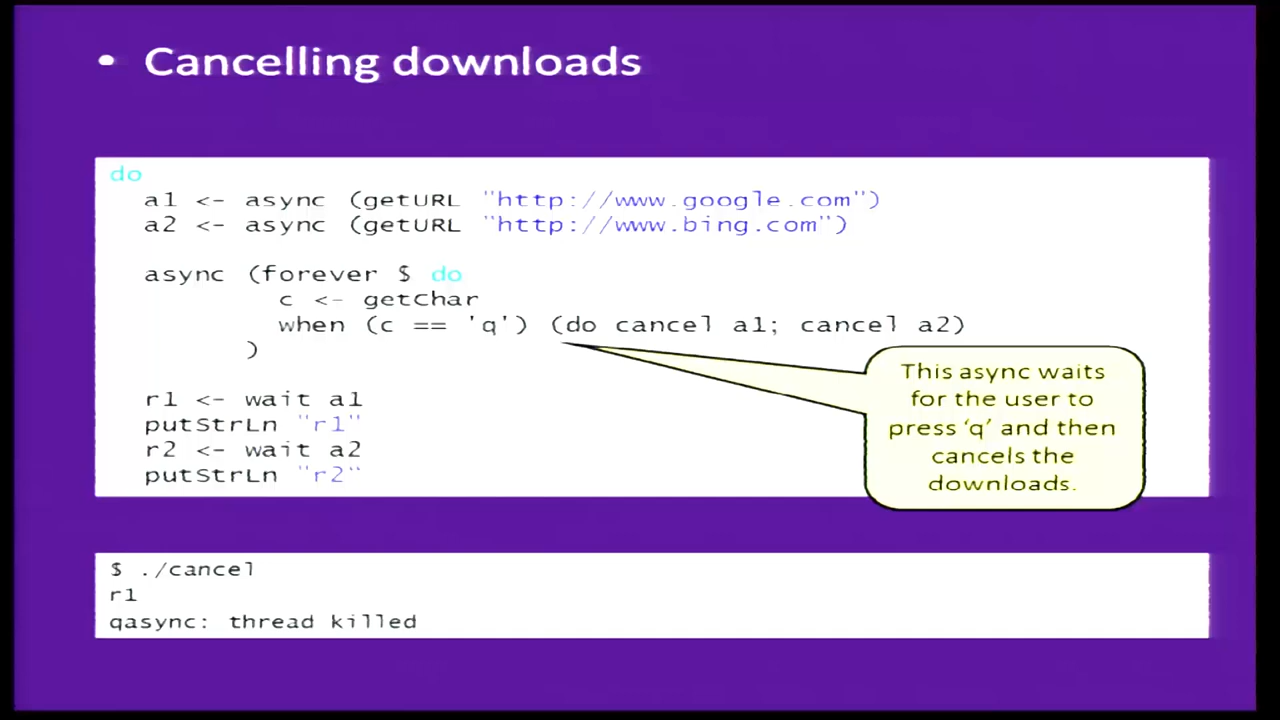 • Cancelling downloads
do
a1 <- async (getURL "http://www.google.com")
a2 <- async (getURL "http://www.bing.com")
async (forever $ do
c <- getChar
when (c == 'q') (do cancel a1; cancel a2)
)
r1 <- wait a1
putStrLn "r1"
r2 <- wait a2
putStrLn "r2"
This async waits
for the user to
press ‘q’ and then
cancels the
downloads.
$ ./cancel
r1
qasync: thread killed